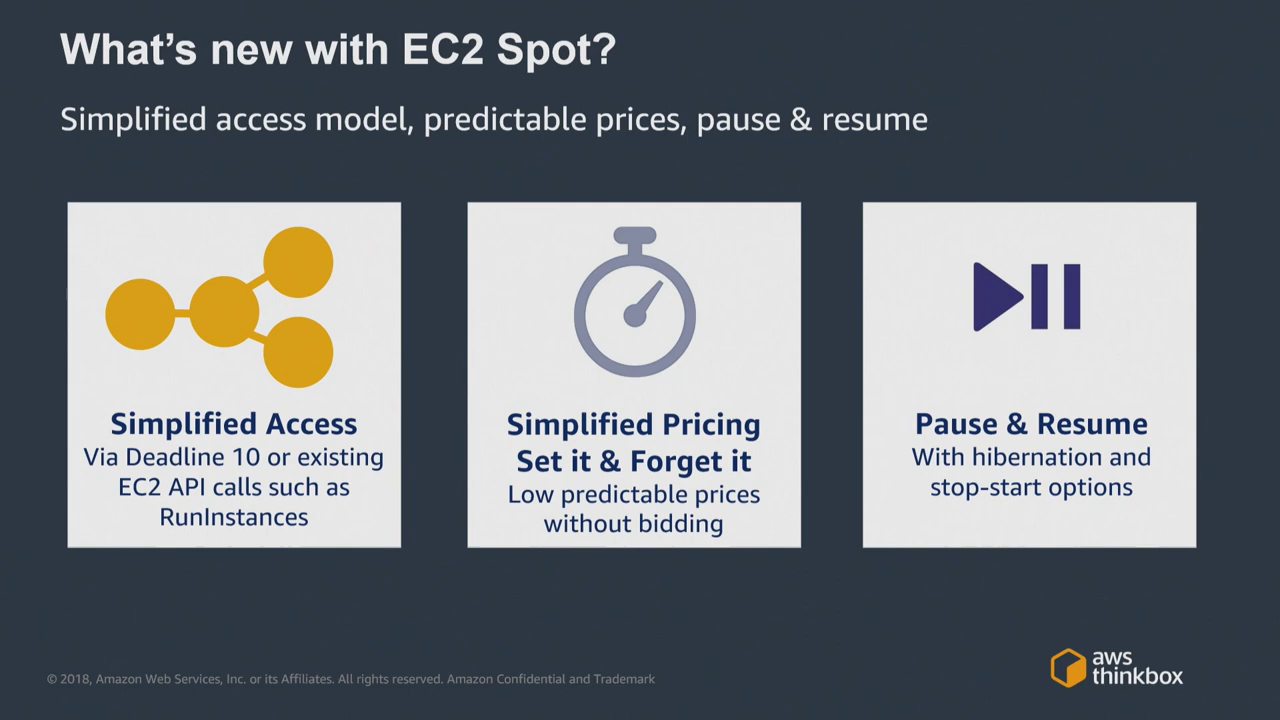 What's new with EC2 Spot?
Simplified access model, predictable prices, pause & resume
Simplified Access
Via Deadline 10 or existing
EC2 API calls such as
RunInstances
Simplified Pricing
Set it & Forget it
Low predictable prices
without bidding
Pause & Resume
With hibernation and
stop-start options
© 2018, Amazon Web Services, Inc. or its Affiliates. All rights reserved. Amazon Confidential and Trademark
aws
thinkbox